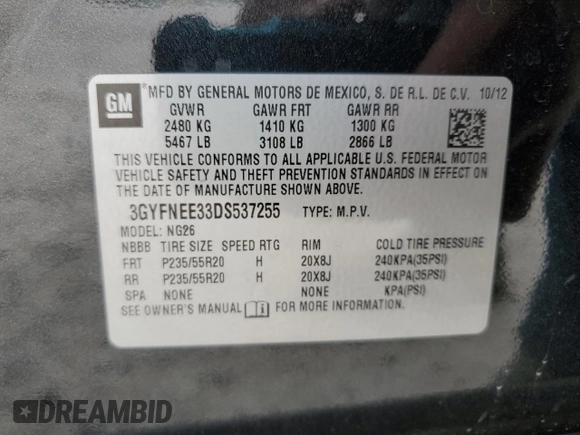 GM
MFD BY GENERAL MOTORS DE MEXICO, S. DE R.L. DE C.V. 10/12
GVWR GAWR FRT GAWR RR
2480 KG 1410 KG 1300 KG
5467 LB 3108 LB 2866 LB
THIS VEHICLE CONFORMS TO ALL APPLICABLE U.S. FEDERAL MOTOR
VEHICLE SAFETY AND THEFT PREVENTION STANDARDS IN EFFECT ON
THE DATE OF MANUFACTURE SHOWN ABOVE.
3GYFNEE33DS537255 TYPE: M.P.V.
MODEL: NG26
NBBB TIRE SIZE SPEED RTG RIM COLD TIRE PRESSURE
FRT P235/55R20 H 20X8J 240KPA(35PSI)
RR P235/55R20 H 20X8J 240KPA(35PSI)
SPA NONE NONE KPA(PSI)
SEE OWNER'S MANUAL FOR MORE INFORMATION.
DREAMBID